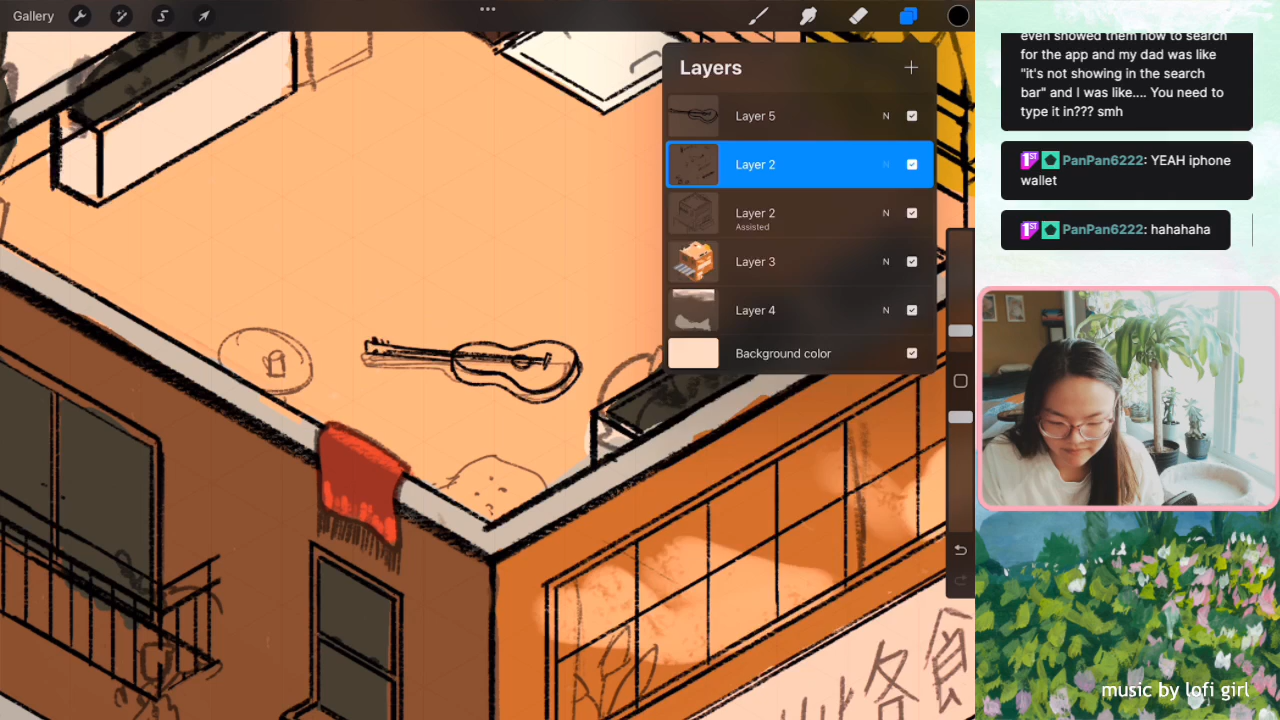 Gallery
Layers
Layer 5
N
Layer 2
N
Layer 2
N
Assisted
Layer 3
N
Layer 4
N
Background color
even showed them how to search
for the app and my dad was like
"it's not showing in the search
bar" and I was like.... You need to
type it in??? smh
1ST PanPan6222: YEAH iphone
wallet
1ST PanPan6222: hahahaha
music by lofi girl